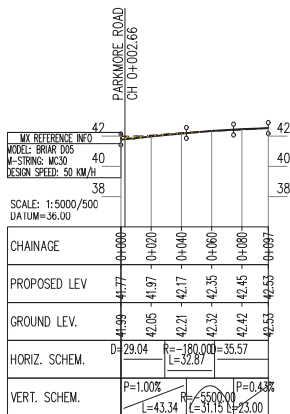 PARKMORE ROAD
CH 0+002.66
42
40
38
42
40
38
MX REFERENCE INFO
MODEL: BRIAR D05
M-STRING: MC30
DESIGN SPEED: 50 KM/H
SCALE: 1:5000/500
DATUM=36.00
CHAINAGE 0+000 0+020 0+040 0+060 0+080 0+097
PROPOSED LEV 41.77 41.97 42.17 42.35 42.45 42.53
GROUND LEV. 41.99 42.05 42.21 42.32 42.42 42.53
HORIZ. SCHEM. D=29.04 R=-180.00 D=35.57
L=32.87
VERT. SCHEM. P=1.00% R=-5500.00 P=0.43%
L=43.34 L=31.15 L=23.00